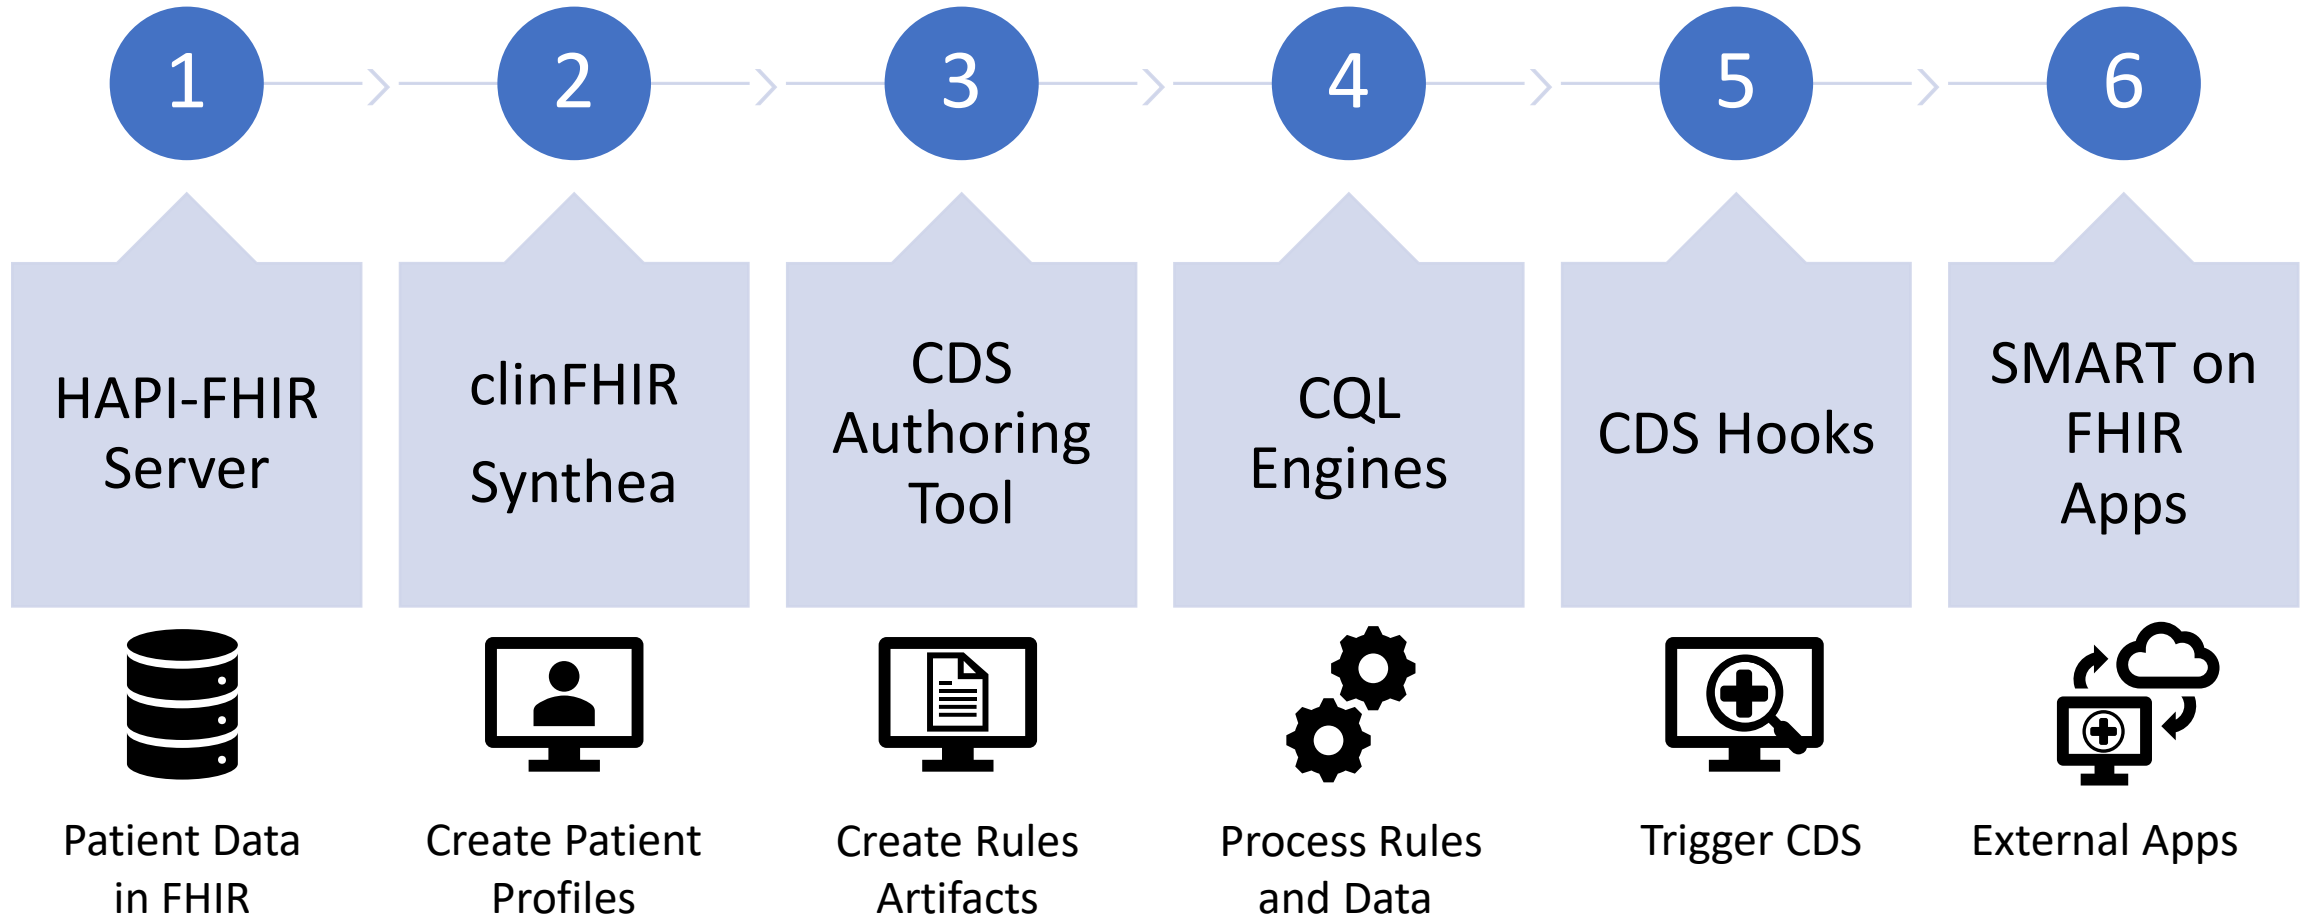 1
2
3
4
5
6
HAPI-FHIR
Server
clinFHIR
Synthea
CDS
Authoring
Tool
CQL
Engines
CDS Hooks
SMART on
FHIR
Apps
Patient Data
in FHIR
Create Patient
Profiles
Create Rules
Artifacts
Process Rules
and Data
Trigger CDS
External Apps